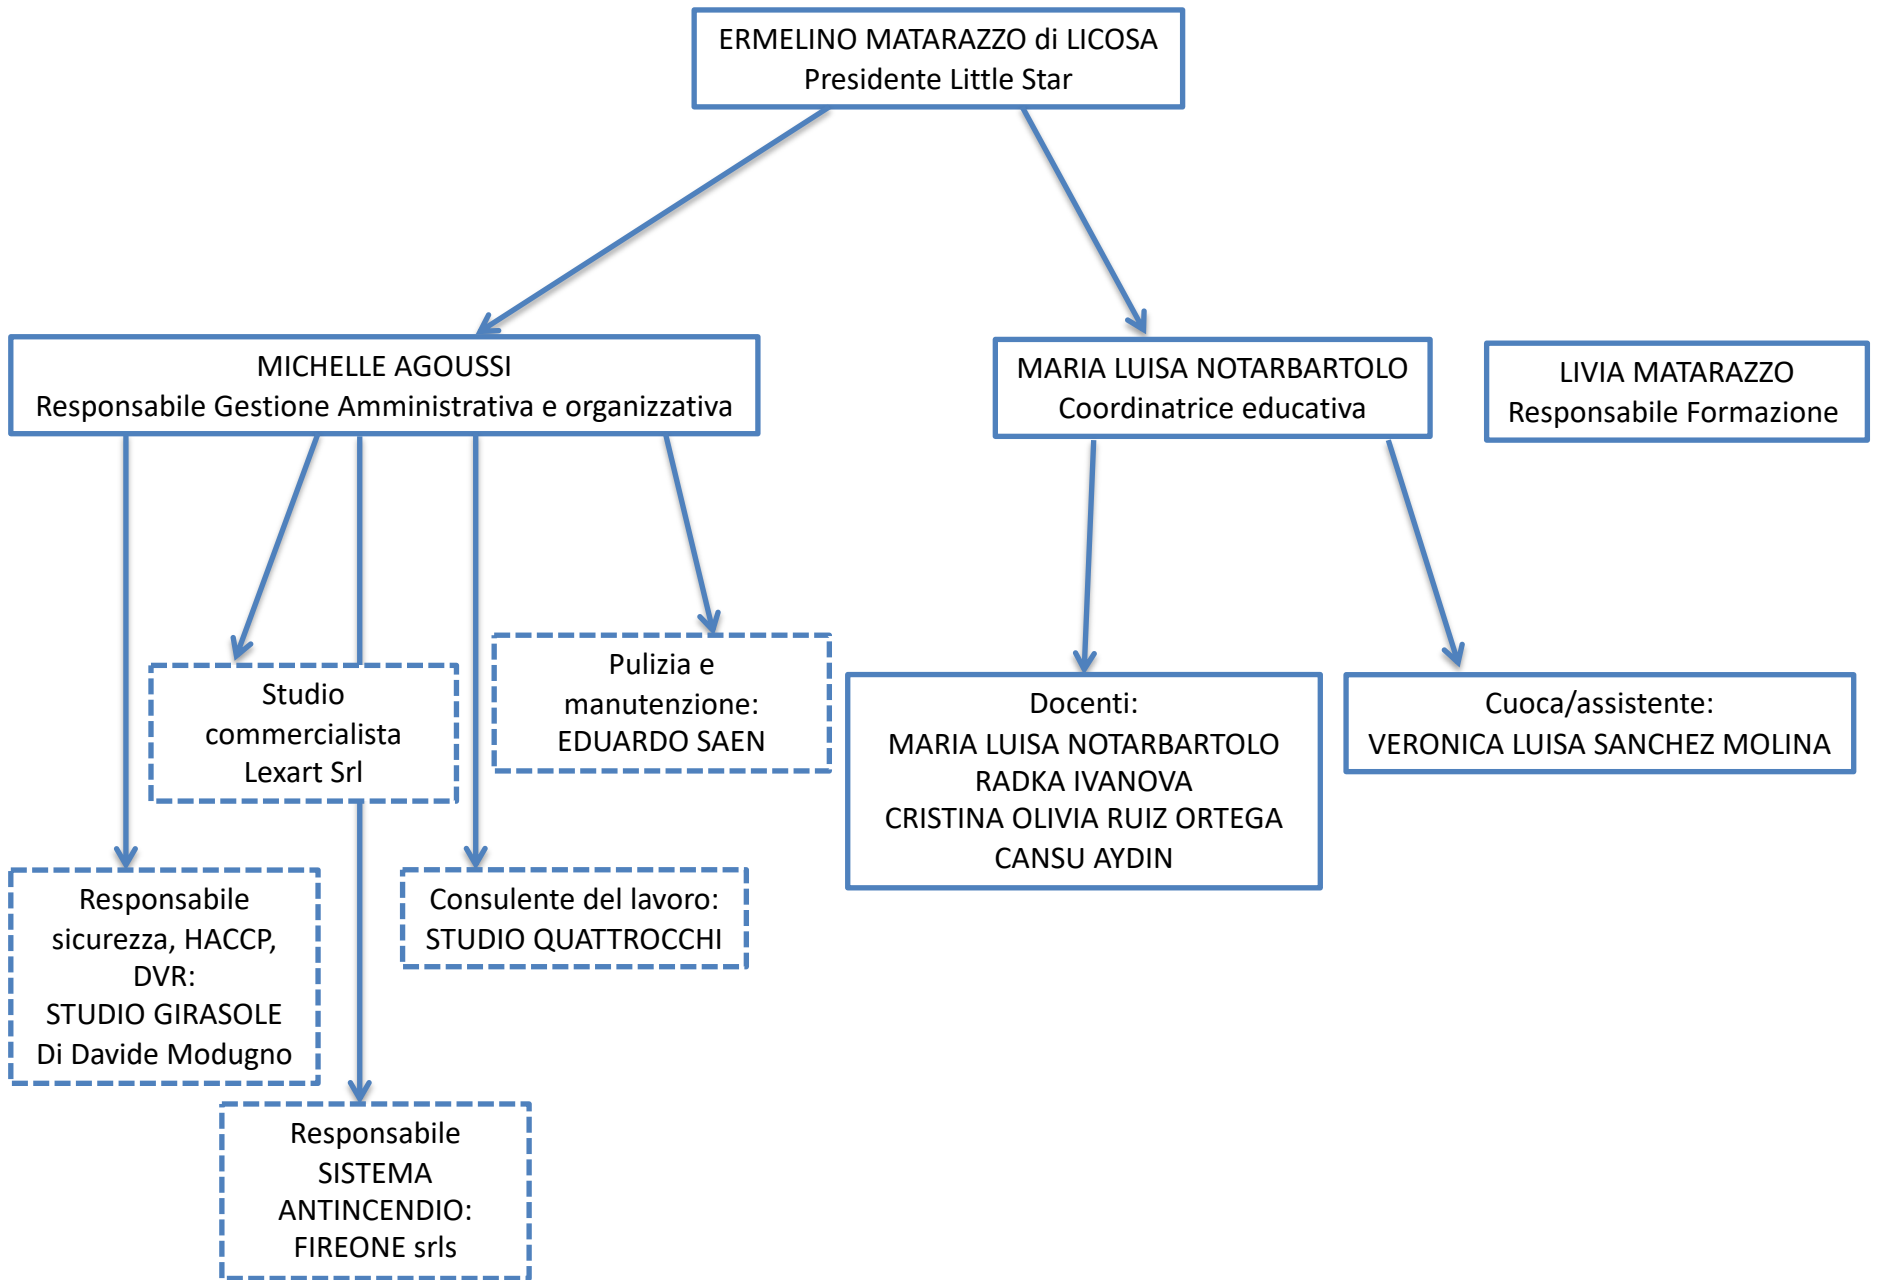 ERMELINO MATARAZZO di LICOSA
Presidente Little Star
MICHELLE AGOUSSI
Responsabile Gestione Amministrativa e organizzativa
MARIA LUISA NOTARBARTOLO
Coordinatrice educativa
LIVIA MATARAZZO
Responsabile Formazione
Studio
commercialista
Lexart Srl
Pulizia e
manutenzione:
EDUARDO SAEN
Docenti:
MARIA LUISA NOTARBARTOLO
RADKA IVANOVA
CRISTINA OLIVIA RUIZ ORTEGA
CANSU AYDIN
Cuoca/assistente:
VERONICA LUISA SANCHEZ MOLINA
Responsabile
sicurezza, HACCP,
DVR:
STUDIO GIRASOLE
Di Davide Modugno
Consulente del lavoro:
STUDIO QUATTROCCHI
Responsabile
SISTEMA
ANTINCENDIO:
FIREONE srls